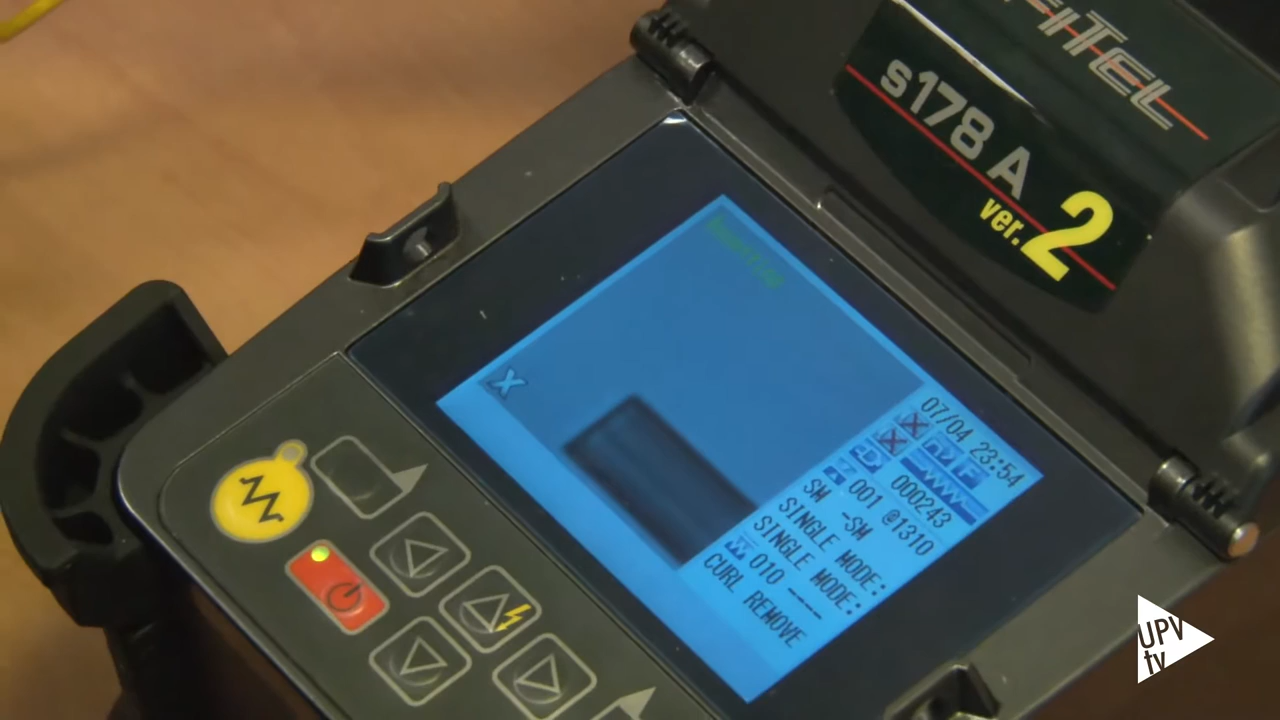 FITEL
s178A
ver.2
X
07/04 23:54
000243
001 @1310
SM -SM
SINGLE MODE:
SINGLE MODE:
010 ----
CURL REMOVE
UPV
tv